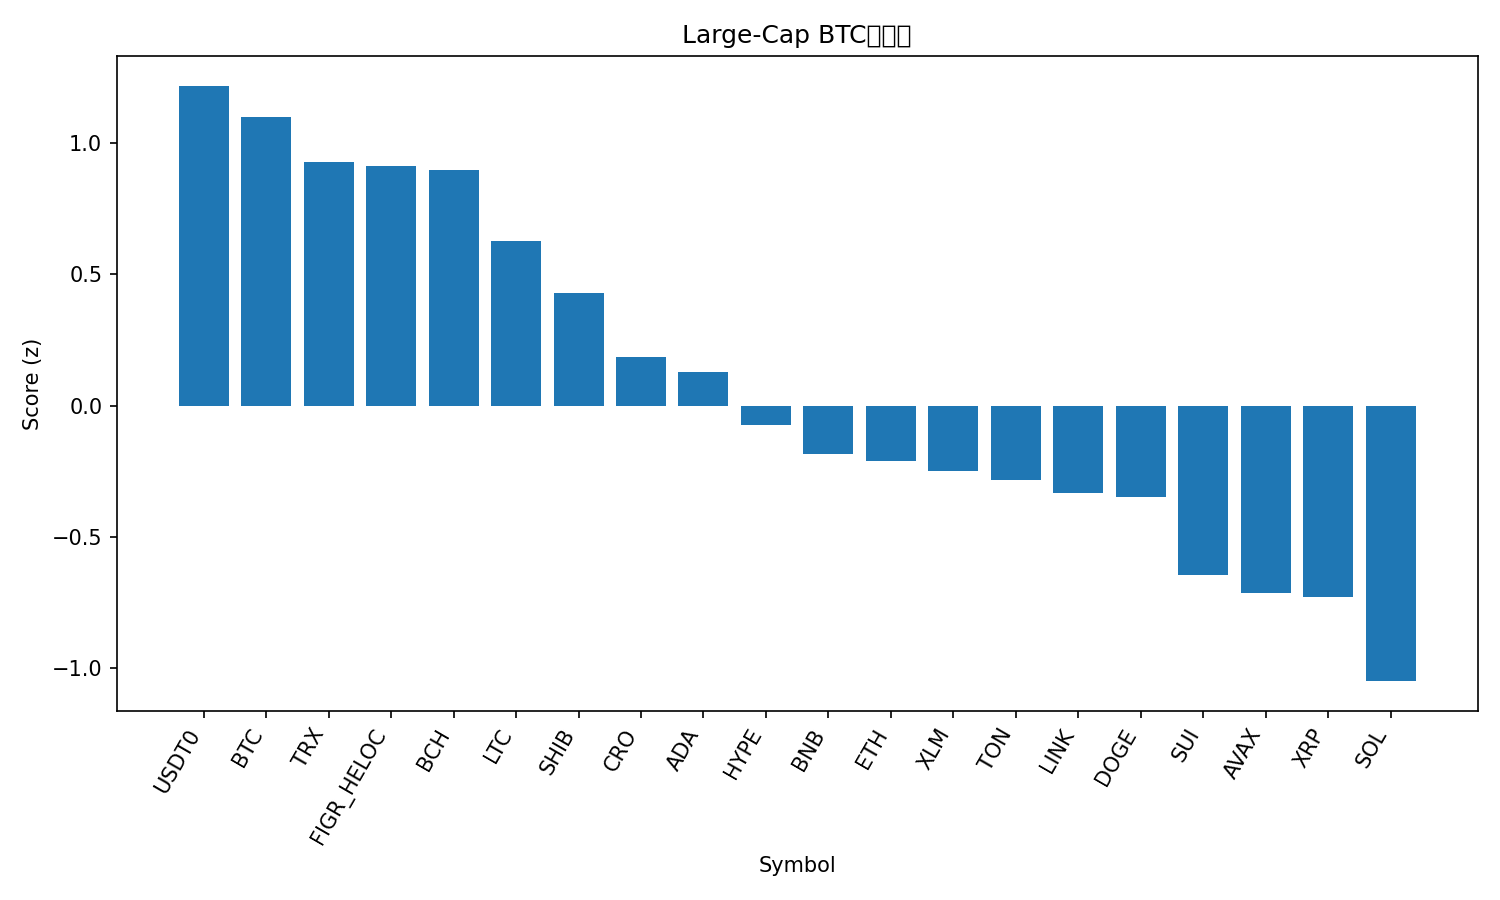 Large-Cap BTC
1.0
0.5
0.0
−0.5
−1.0
Score (z)
USDT0
BTC
TRX
FIGR_HELOC
BCH
LTC
SHIB
CRO
ADA
HYPE
BNB
ETH
XLM
TON
LINK
DOGE
SUI
AVAX
XRP
SOL
Symbol